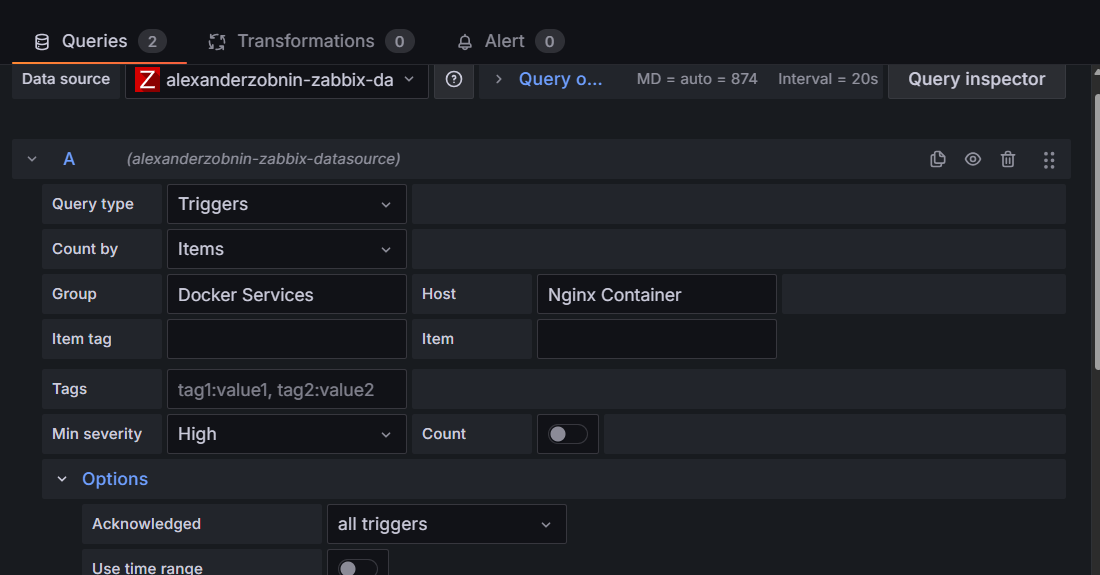 Queries 2 Transformations 0 Alert 0
Data source Z alexanderzobnin-zabbix-da Query o... MD = auto = 874 Interval = 20s Query inspector
A (alexanderzobnin-zabbix-datasource)
Query type Triggers
Count by Items
Group Docker Services Host Nginx Container
Item tag Item
Tags tag1:value1, tag2:value2
Min severity High Count
Options
Acknowledged all triggers
Use time range